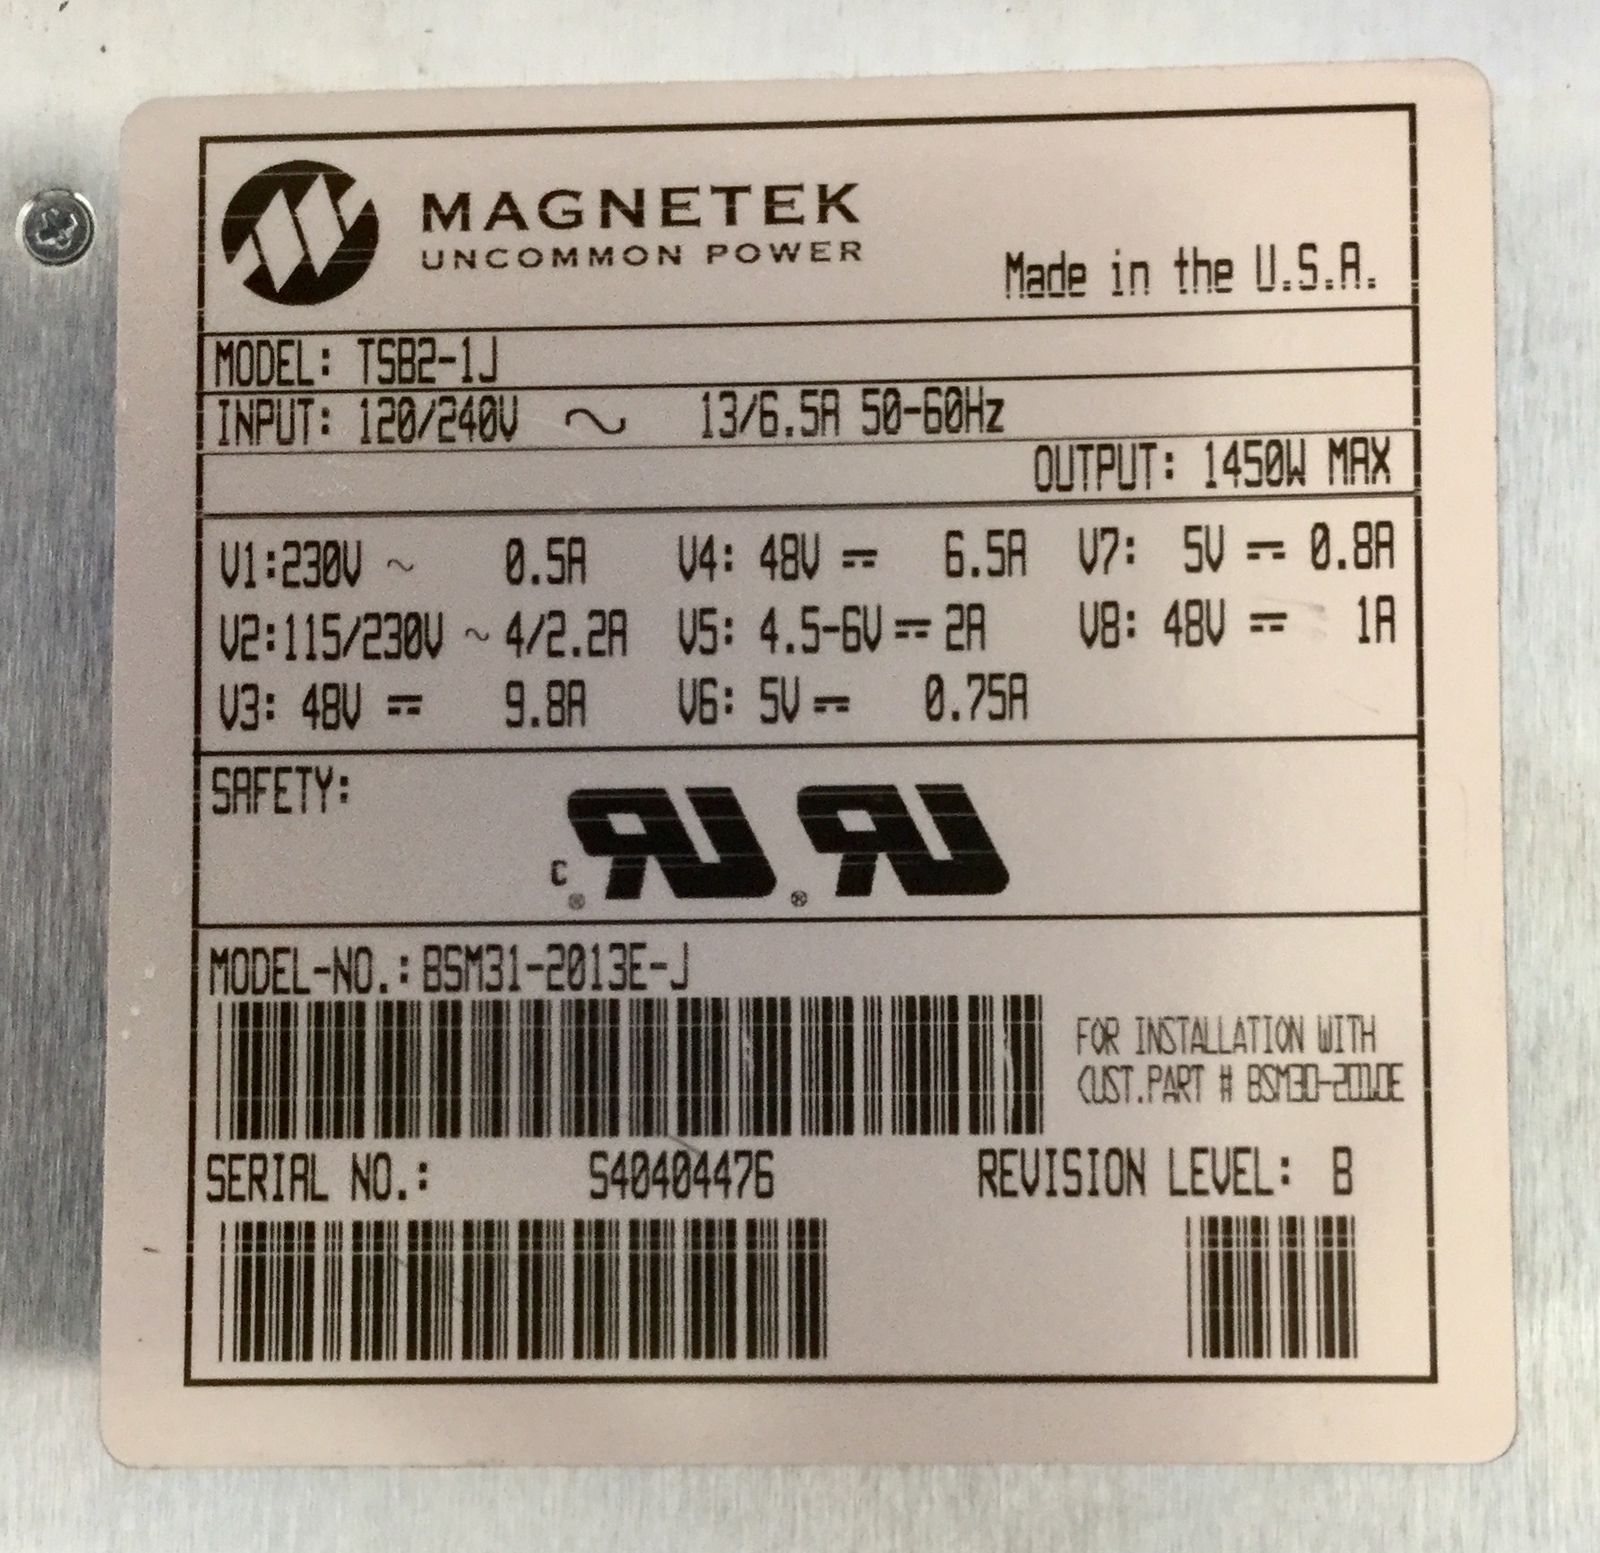 MAGNETEK
UNCOMMON POWER
Made in the U.S.A.
MODEL: TSB2-1J
INPUT: 120/240V ~ 13/6.5A 50-60Hz
OUTPUT: 1450W MAX
V1:230V ~ 0.5A V4: 48V ⎓ 6.5A V7: 5V ⎓ 0.8A
V2:115/230V ~ 4/2.2A V5: 4.5-6V ⎓ 2A V8: 48V ⎓ 1A
V3: 48V ⎓ 9.8A V6: 5V ⎓ 0.75A
SAFETY:
c ® ®
MODEL-NO.: BSM31-2013E-J
FOR INSTALLATION WITH
CUST.PART # BSM30-2010E
SERIAL NO.: S40404476 REVISION LEVEL: B